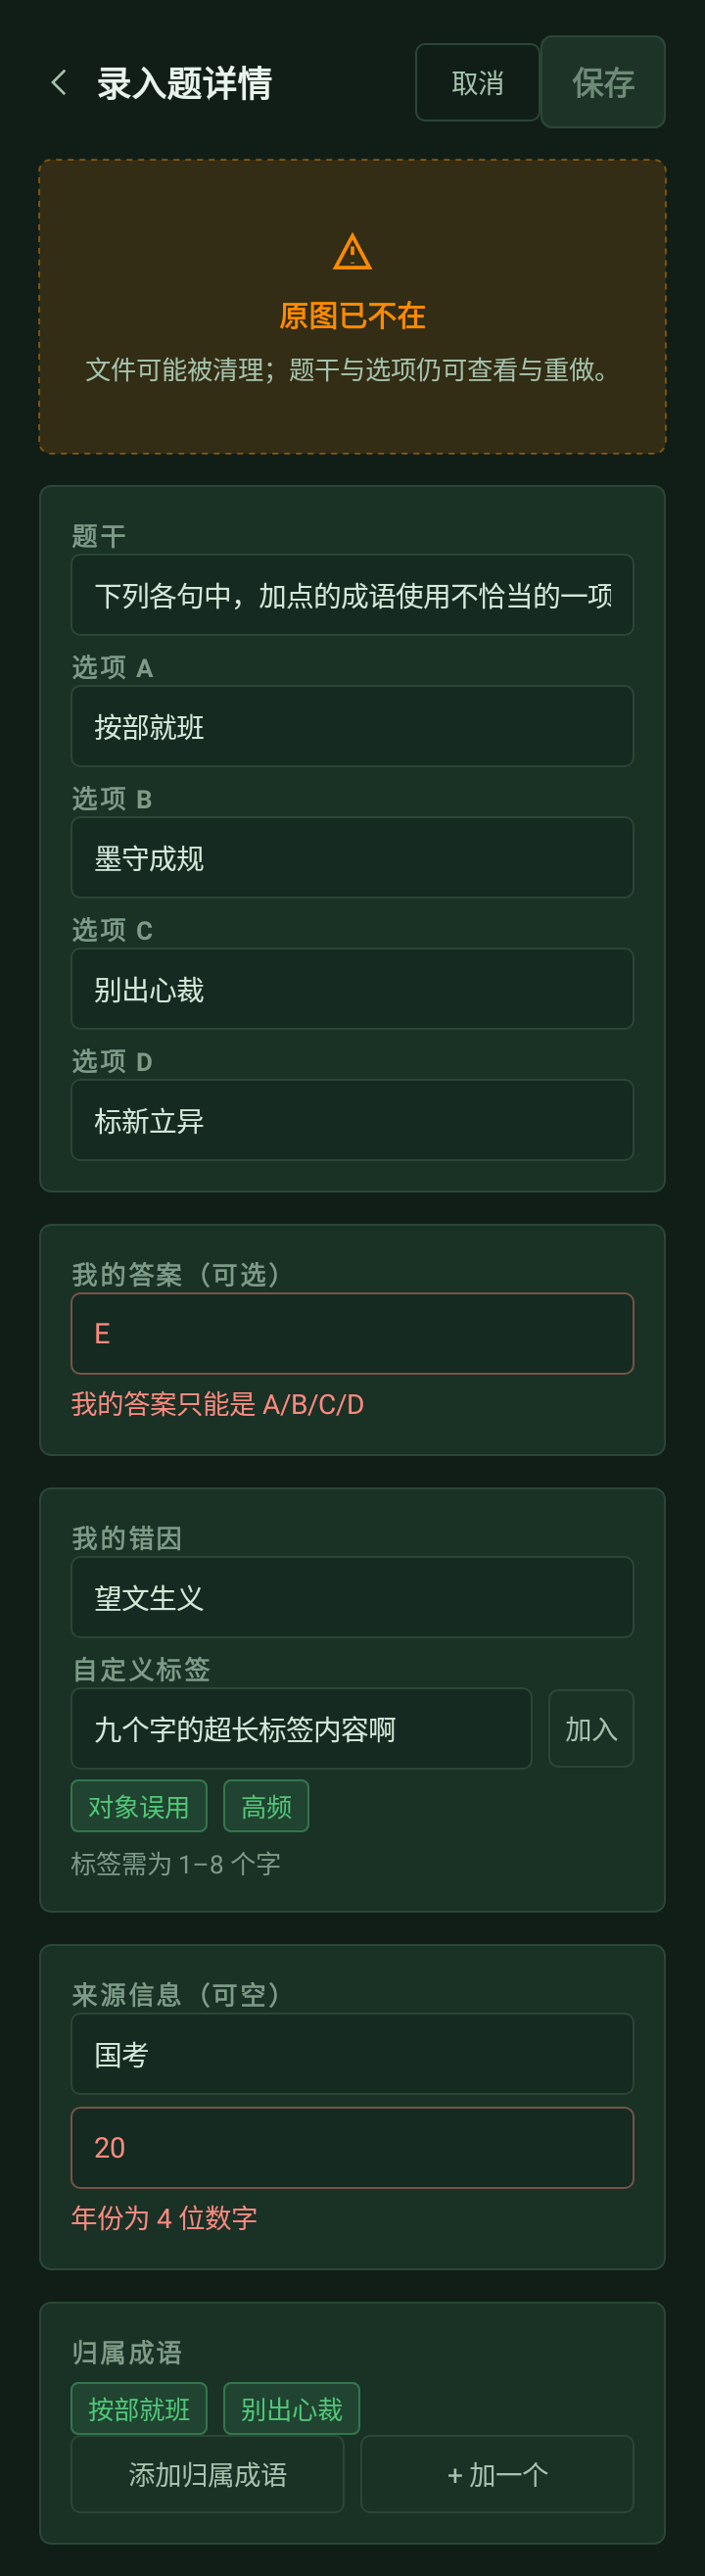 录入题详情
取消
保存
原图已不在
文件可能被清理；题干与选项仍可查看与重做。
题干
下列各句中，加点的成语使用不恰当的一项
选项 A
按部就班
选项 B
墨守成规
选项 C
别出心裁
选项 D
标新立异
我的答案（可选）
E
我的答案只能是 A/B/C/D
我的错因
望文生义
自定义标签
九个字的超长标签内容啊
加入
对象误用
高频
标签需为 1–8 个字
来源信息（可空）
国考
20
年份为 4 位数字
归属成语
按部就班
别出心裁
添加归属成语
+ 加一个